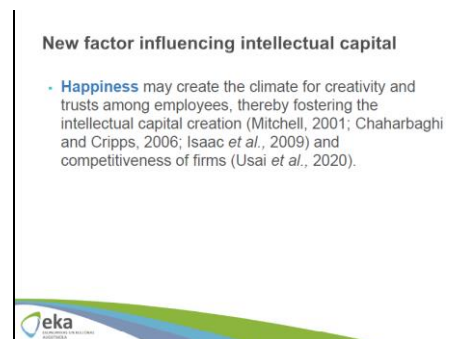 New factor influencing intellectual capital
• Happiness may create the climate for creativity and
trusts among employees, thereby fostering the
intellectual capital creation (Mitchell, 2001; Chaharbaghi
and Cripps, 2006; Isaac et al., 2009) and
competitiveness of firms (Usai et al., 2020).
eka